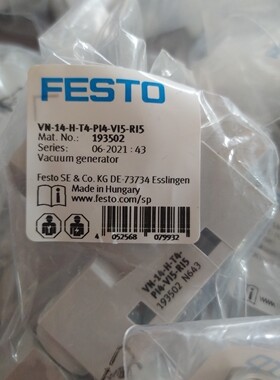 FESTO
VN-14-H-T4-PI4-VI5-RI5
Mat. No.: 193502
Series: 06-2021 : 43
Vacuum generator
Festo SE & Co. KG DE-73734 Esslingen
Made in Hungary
www.festo.com/sp
4 052568 079932
VN-14-H-T4-
PI4-VI5-RI5
193502 N643